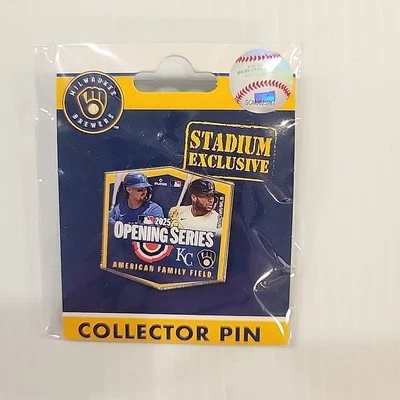 MILWAUKEE
BREWERS
STADIUM
EXCLUSIVE
2025
OPENING SERIES
KC
AMERICAN FAMILY FIELD
COLLECTOR PIN